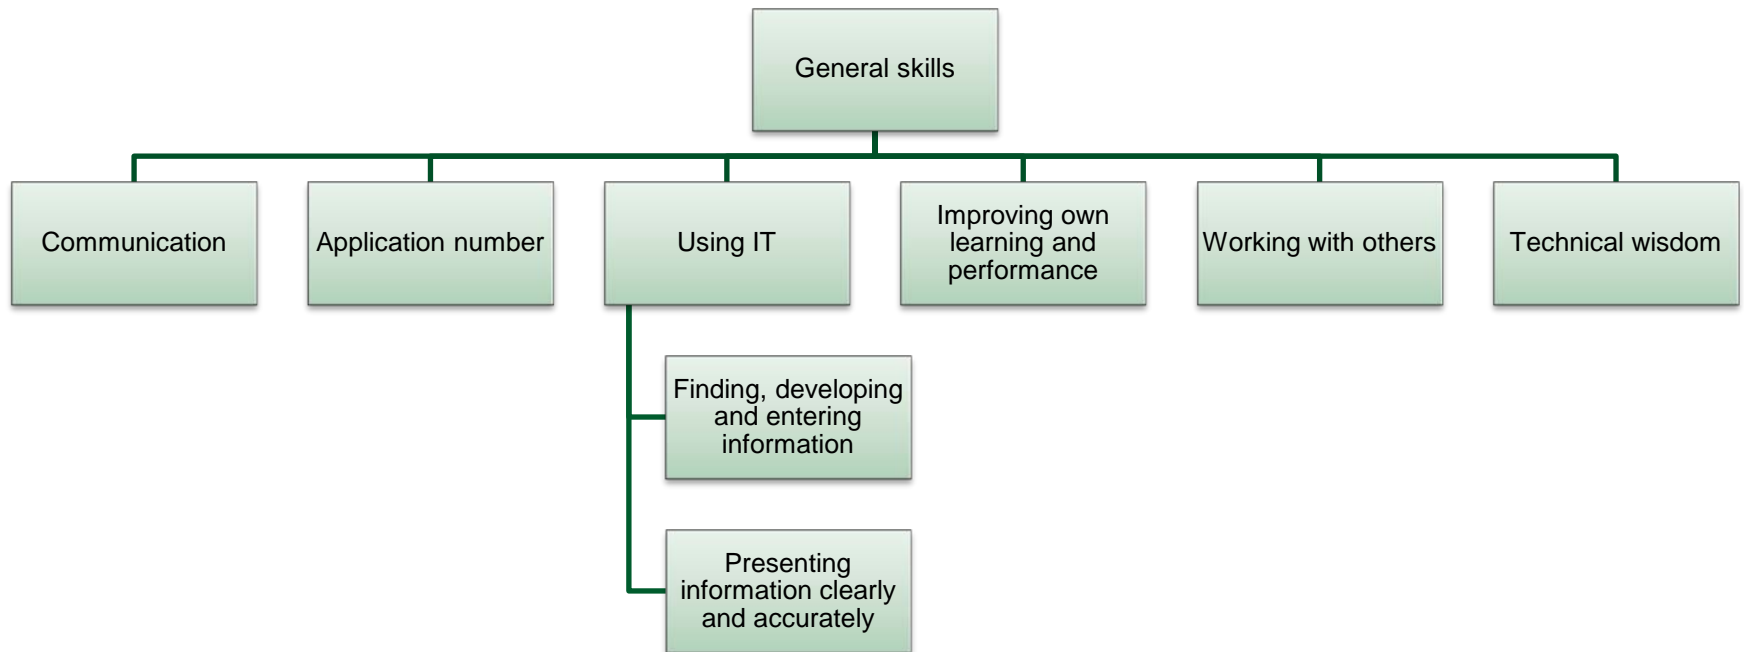 General skills
Communication
Application number
Using IT
Improving own
learning and
performance
Working with others
Technical wisdom
Finding, developing
and entering
information
Presenting
information clearly
and accurately